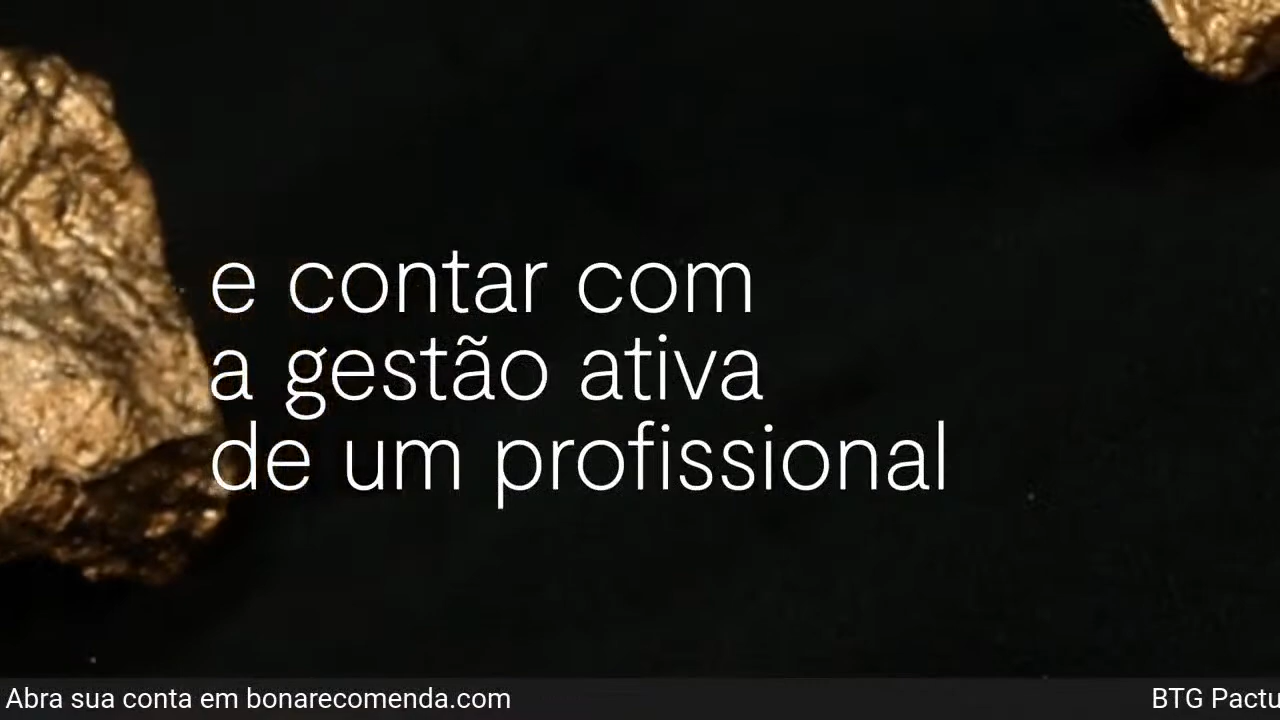 e contar com
a gestão ativa
de um profissional
Abra sua conta em bonarecomenda.com
BTG Pactu